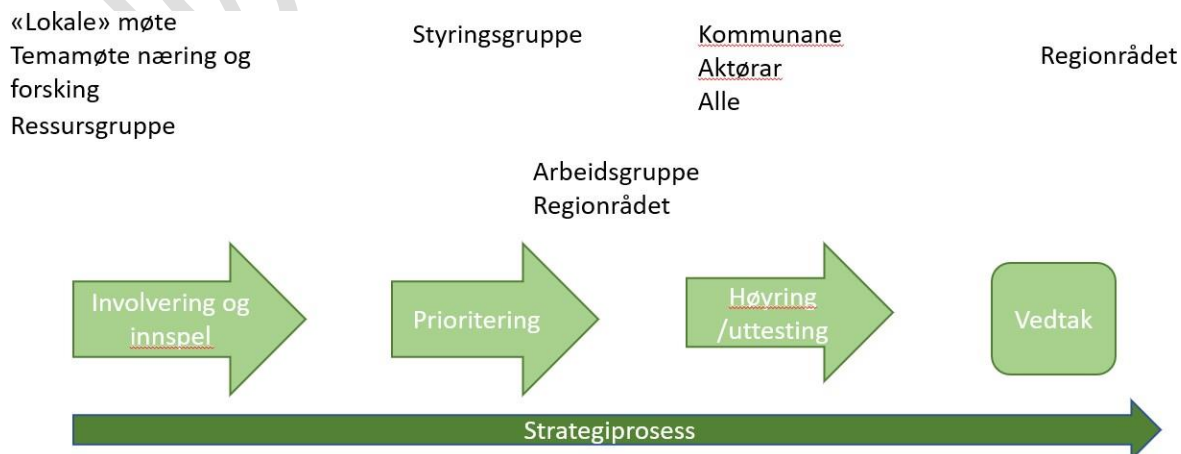 «Lokale» møte
Temamøte næring og
forsking
Ressursgruppe
Styringsgruppe
Kommunane
Aktørar
Alle
Regionrådet
Arbeidsgruppe
Regionrådet
Involvering og
innspel
Prioritering
Høyring
/uttesting
Vedtak
Strategiprosess